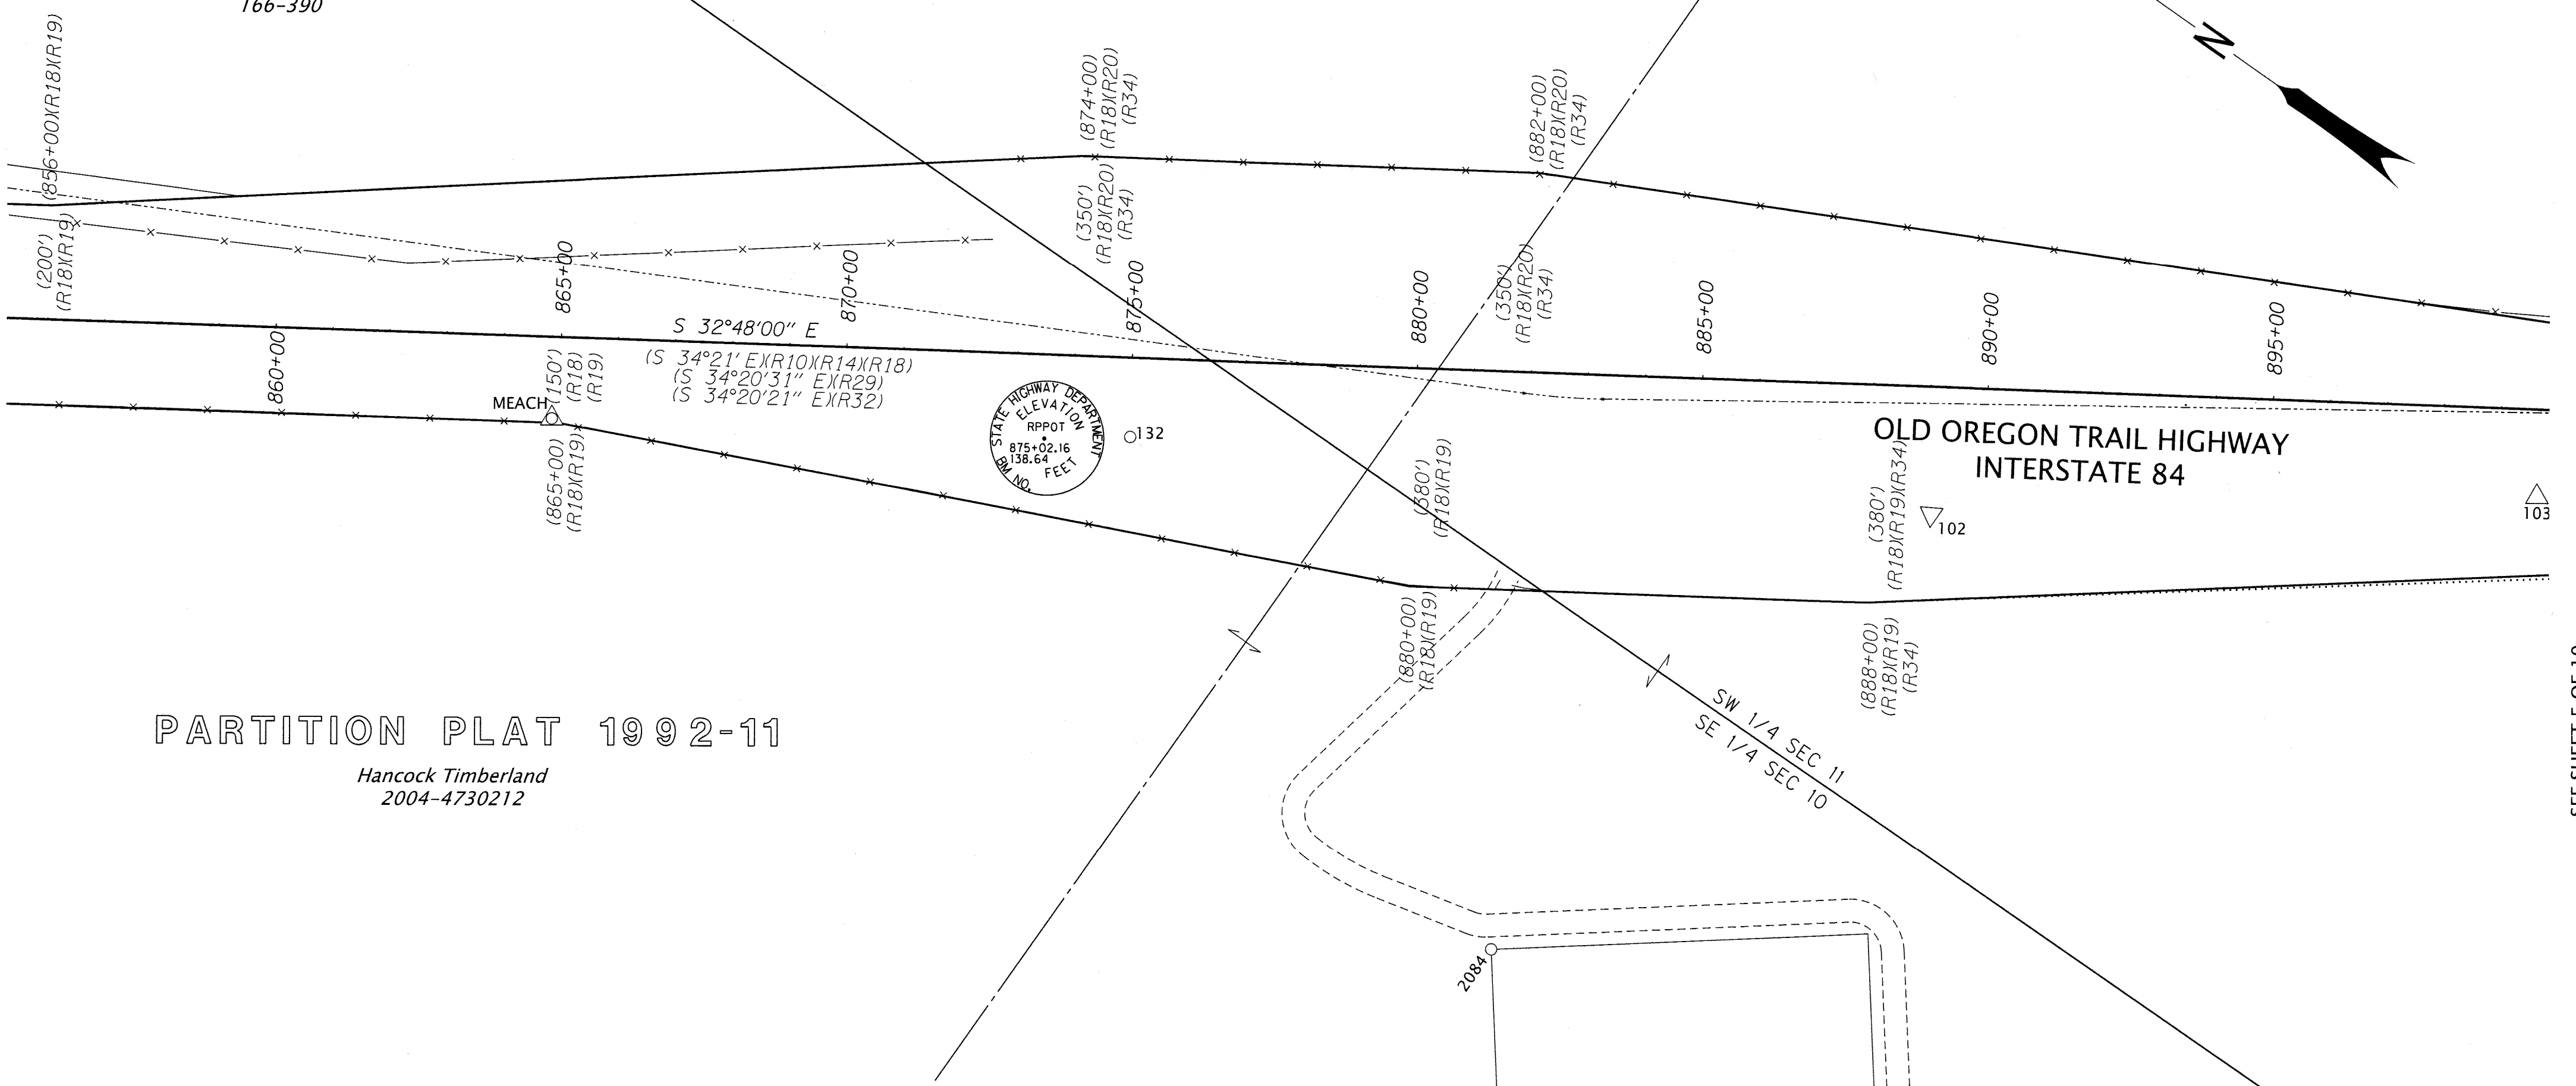 166-390
N
(856+00)(R18)(R19)
(200')
(R18)(R19)
(874+00)
(R18)(R20)
(R34)
(350')
(R18)(R20)
(R34)
(882+00)
(R18)(R20)
(R34)
(350')
(R18)(R20)
(R34)
860+00
865+00
870+00
875+00
880+00
885+00
890+00
895+00
S 32°48'00" E
(S 34°21' E)(R10)(R14)(R18)
(S 34°20'31" E)(R29)
(S 34°20'21" E)(R32)
MEACH
(150')
(R18)
(R19)
(865+00)
(R18)(R19)
STATE HIGHWAY DEPARTMENT
ELEVATION
RPPOT
875+02.16
138.64
FEET
BM NO.
132
(380')
(R18)(R19)
(880+00)
(R18)(R19)
OLD OREGON TRAIL HIGHWAY
INTERSTATE 84
(380')
(R18)(R19)(R34)
102
103
(888+00)
(R18)(R19)
(R34)
SW 1/4 SEC 11
SE 1/4 SEC 10
PARTITION PLAT 1992-11
Hancock Timberland
2004-4730212
2084